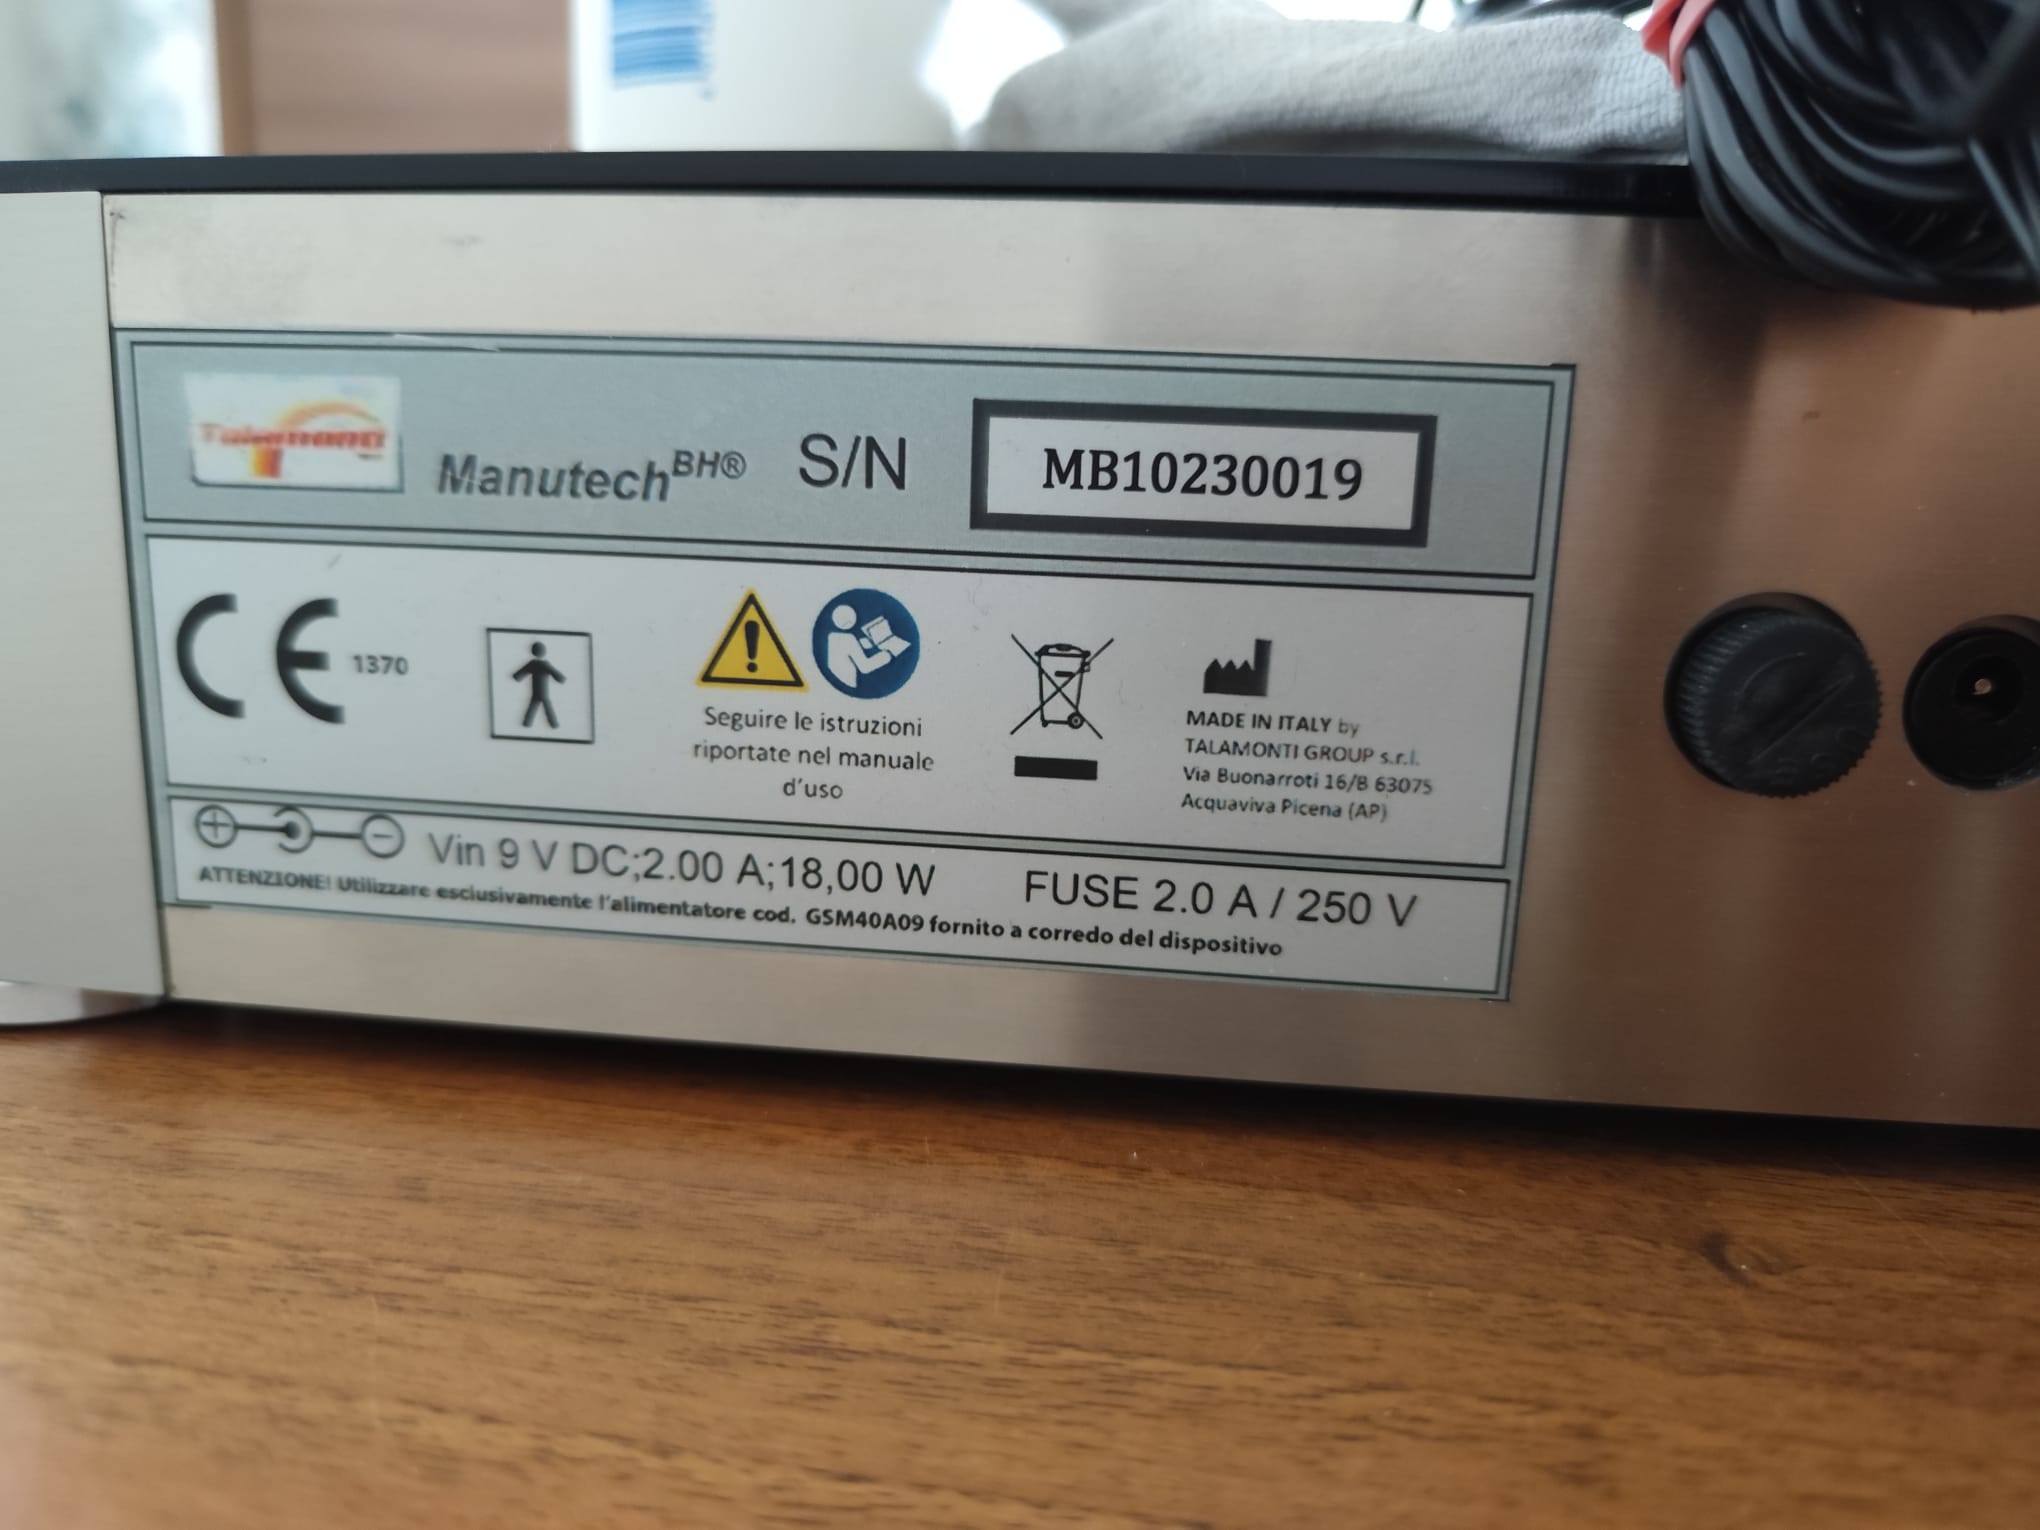 Talamonti
Manutech BH® S/N MB10230019
CE 1370
Seguire le istruzioni
riportate nel manuale
d'uso
MADE IN ITALY by
TALAMONTI GROUP s.r.l.
Via Buonarroti 16/B 63075
Acquaviva Picena (AP)
Vin 9 V DC;2.00 A;18,00 W FUSE 2.0 A / 250 V
ATTENZIONE! Utilizzare esclusivamente l'alimentatore cod. GSM40A09 fornito a corredo del dispositivo